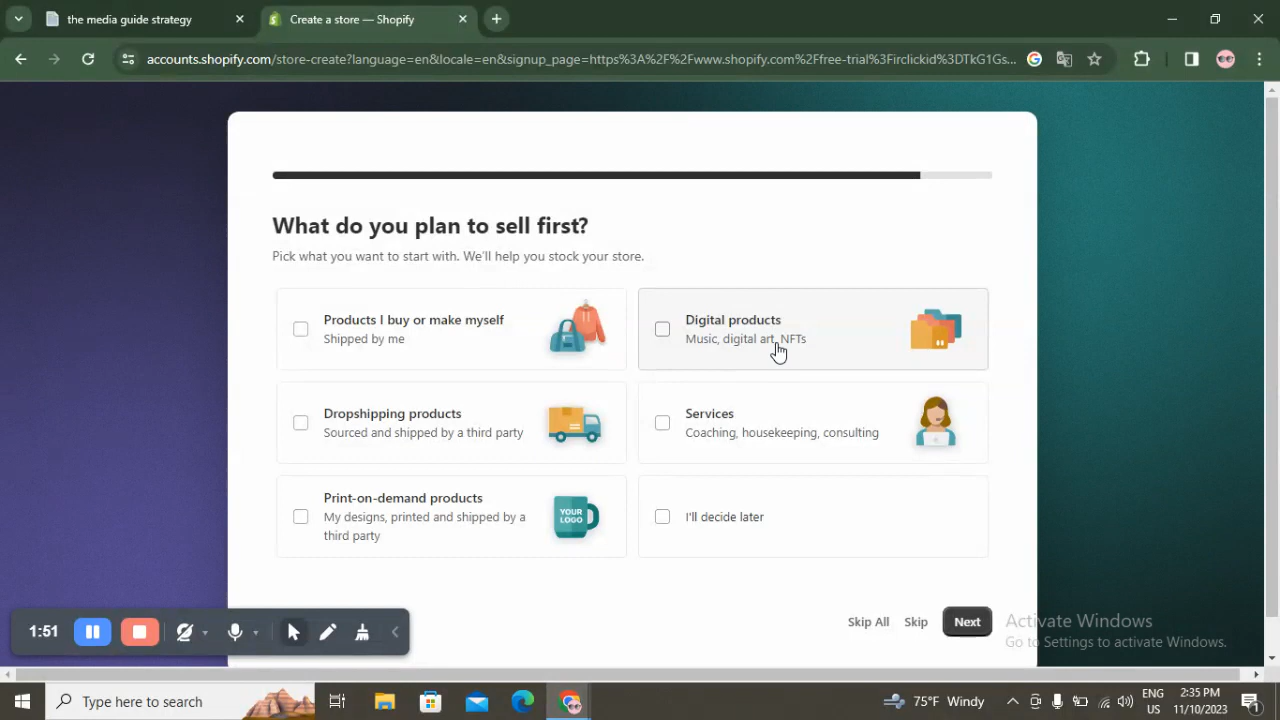 the media guide strategy
Create a store — Shopify
accounts.shopify.com/store-create?language=en&locale=en&signup_page=https%3A%2F%2Fwww.shopify.com%2Ffree-trial%3Firclickid%3DTkG1Gs...
What do you plan to sell first?
Pick what you want to start with. We'll help you stock your store.
Products I buy or make myself
Shipped by me
Digital products
Music, digital art, NFTs
Dropshipping products
Sourced and shipped by a third party
Services
Coaching, housekeeping, consulting
Print-on-demand products
My designs, printed and shipped by a
third party
YOUR
LOGO
I'll decide later
Skip All
Skip
Next
Activate Windows
Go to Settings to activate Windows.
1:51
Type here to search
75°F Windy
ENG
US
2:35 PM
11/10/2023
1